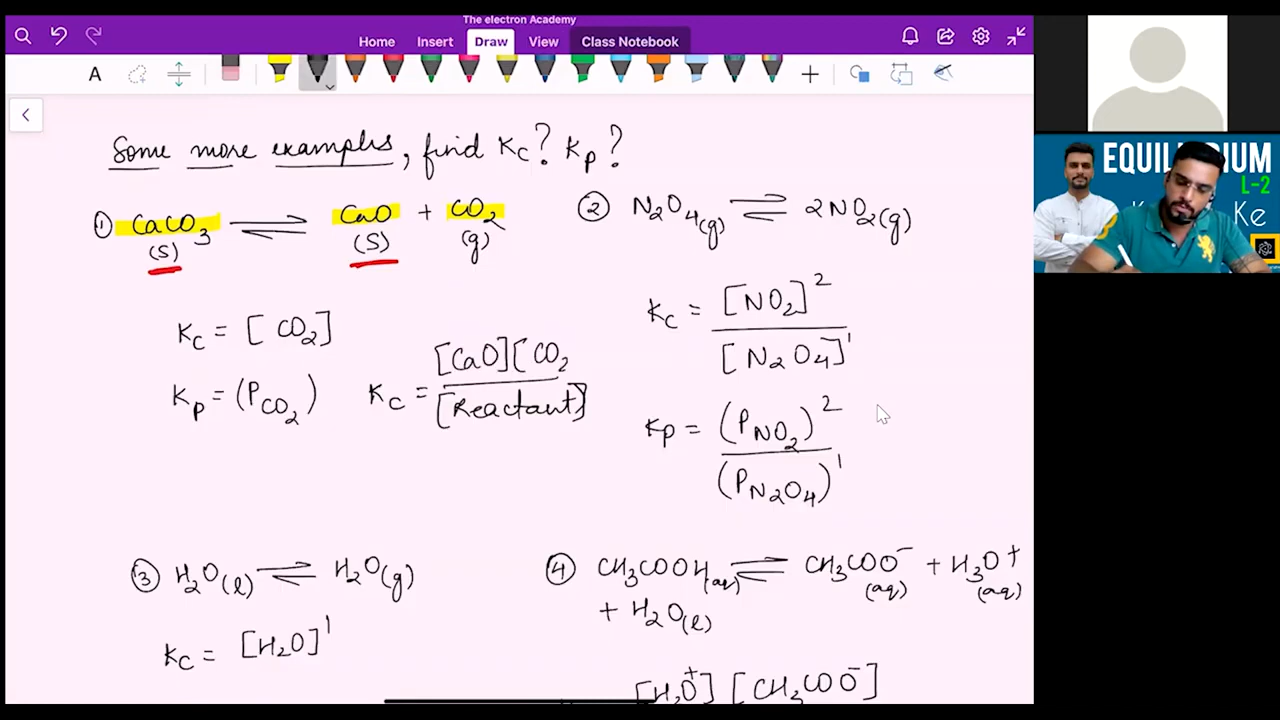 The electron Academy
Home Insert Draw View Class Notebook
A
Some more examples, find Kc? Kp?
① CaCO3 (s) ⇌ CaO (s) + CO2 (g)
Kc = [CO2]
Kp = (PCO2)
Kc = [CaO][CO2 / [Reactant]
② N2O4(g) ⇌ 2NO2(g)
Kc = [NO2]^2 / [N2O4]^1
Kp = (PNO2)^2 / (PN2O4)^1
③ H2O(l) ⇌ H2O(g)
Kc = [H2O]^1
④ CH3COOH(aq) ⇌ CH3COO^-(aq) + H3O^+(aq)
+ H2O(l)
[H3O^+] [CH3COO^-]
EQUILIBRIUM
L-2
K Ke